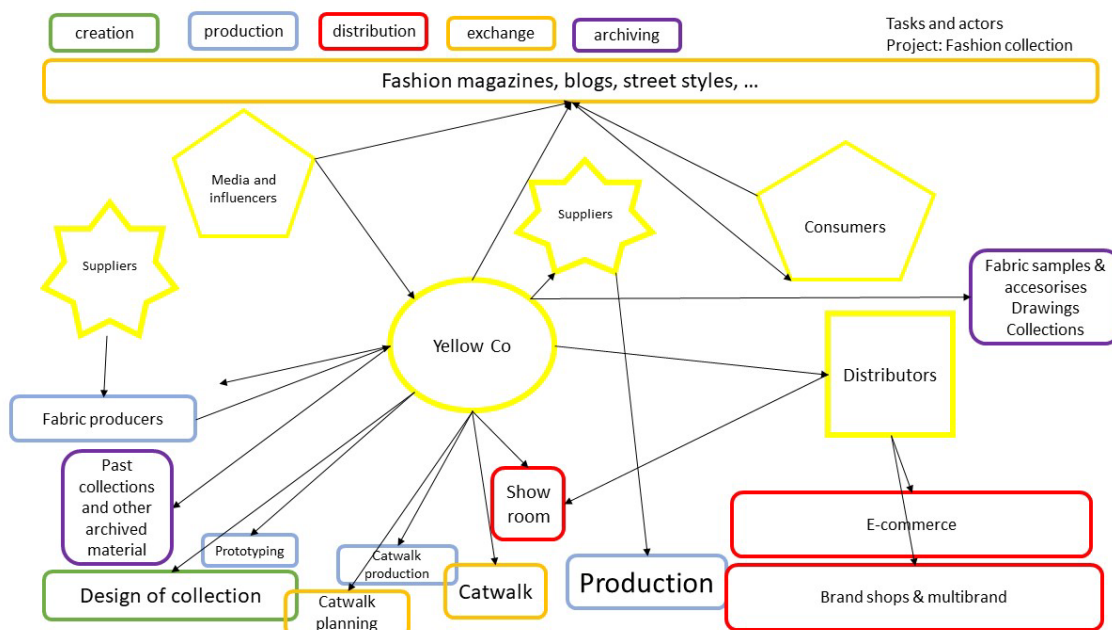 creation
production
distribution
exchange
archiving
Tasks and actors
Project: Fashion collection
Fashion magazines, blogs, street styles, ...
Media and
influencers
Suppliers
Consumers
Suppliers
Fabric samples &
accesorises
Drawings
Collections
Yellow Co
Distributors
Fabric producers
Past
collections
and other
archived
material
Show
room
E-commerce
Prototyping
Catwalk
production
Design of collection
Catwalk
planning
Catwalk
Production
Brand shops & multibrand